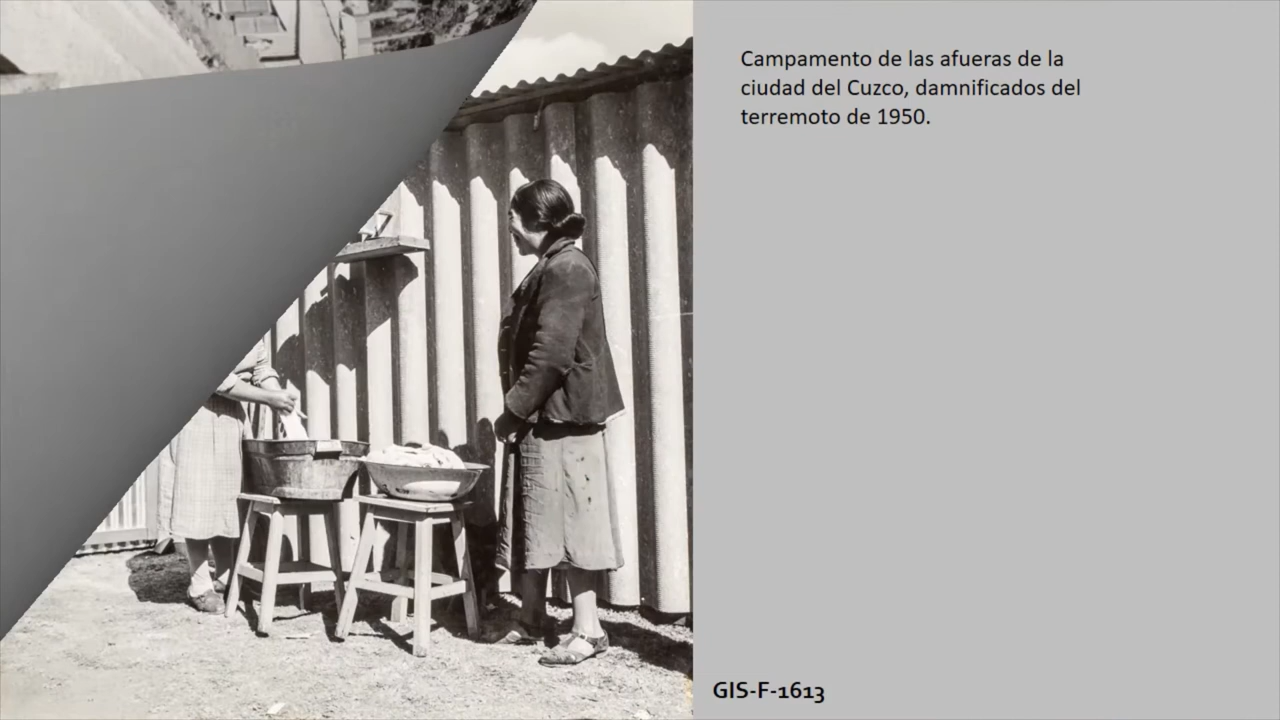 Campamento de las afueras de la
ciudad del Cuzco, damnificados del
terremoto de 1950.
GIS-F-1613